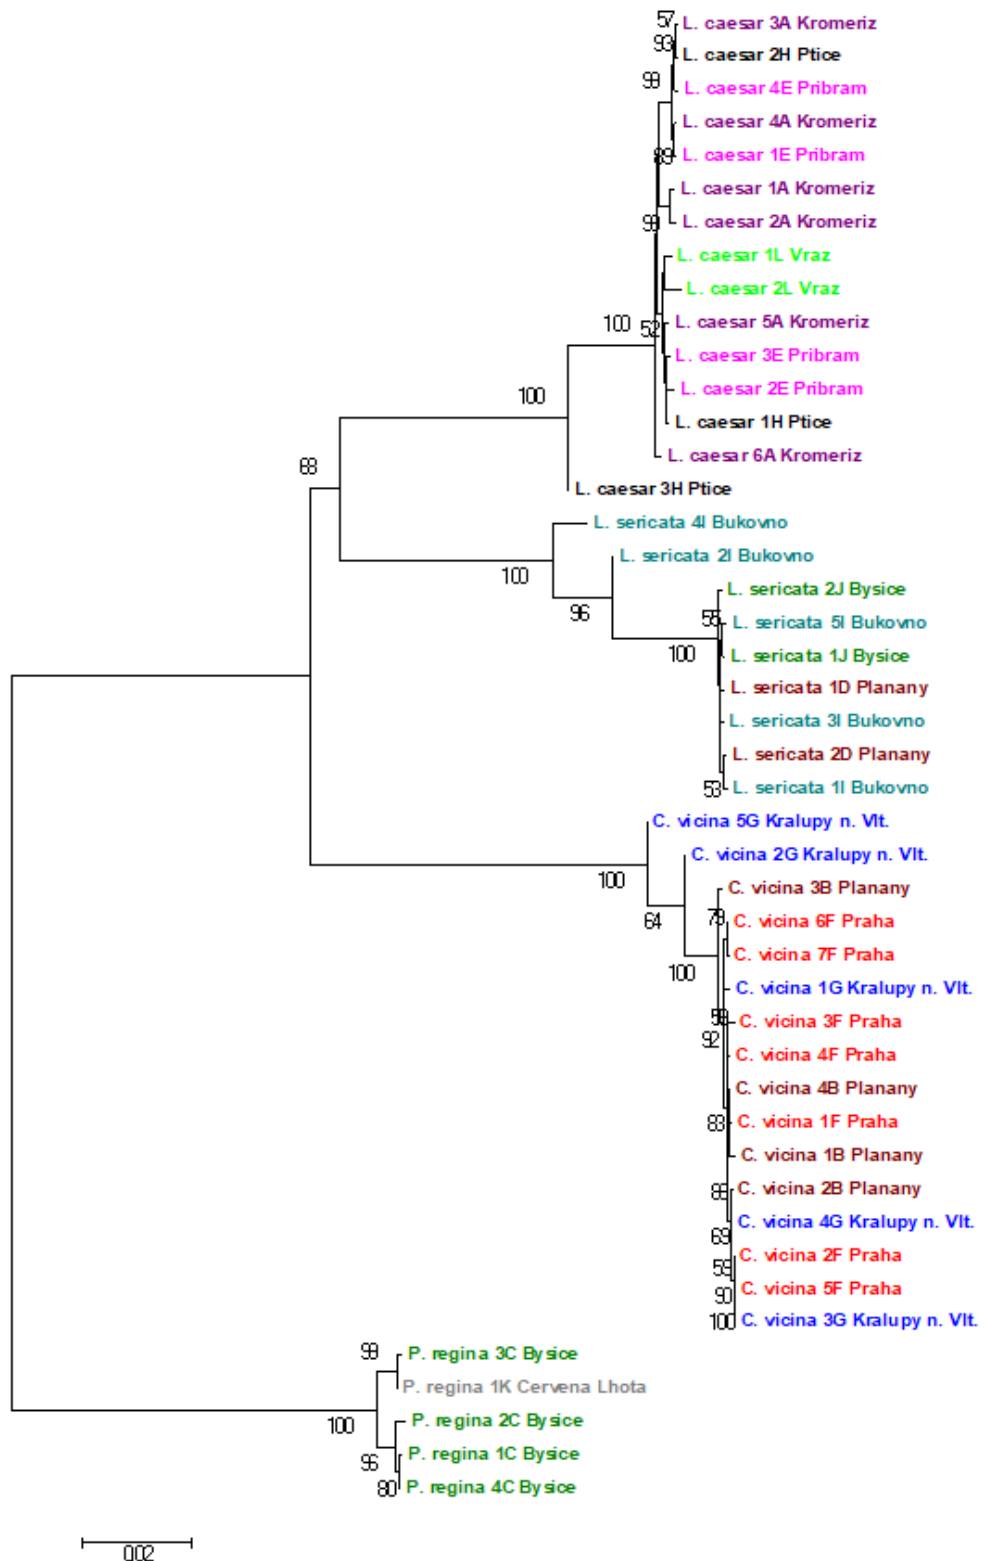 57
L. caesar 3A Kromeriz
93
L. caesar 2H Ptice
98
L. caesar 4E Pribram
L. caesar 4A Kromeriz
89
L. caesar 1E Pribram
L. caesar 1A Kromeriz
L. caesar 2A Kromeriz
L. caesar 1L Vraz
L. caesar 2L Vraz
100
52
L. caesar 5A Kromeriz
L. caesar 3E Pribram
L. caesar 2E Pribram
100
L. caesar 1H Ptice
L. caesar 6A Kromeriz
68
L. caesar 3H Ptice
L. sericata 4I Bukovno
L. sericata 2I Bukovno
100
L. sericata 2J Bysice
96
55
L. sericata 5I Bukovno
100
L. sericata 1J Bysice
L. sericata 1D Planany
L. sericata 3I Bukovno
L. sericata 2D Planany
53
L. sericata 1I Bukovno
C. vicina 5G Kralupy n. Vlt.
C. vicina 2G Kralupy n. Vlt.
100
C. vicina 3B Planany
64
C. vicina 6F Praha
C. vicina 7F Praha
100
C. vicina 1G Kralupy n. Vlt.
C. vicina 3F Praha
92
C. vicina 4F Praha
C. vicina 4B Planany
83
C. vicina 1F Praha
C. vicina 1B Planany
C. vicina 2B Planany
C. vicina 4G Kralupy n. Vlt.
69
C. vicina 2F Praha
59
C. vicina 5F Praha
90
100
C. vicina 3G Kralupy n. Vlt.
99
P. regina 3C Bysice
P. regina 1K Cervena Lhota
100
P. regina 2C Bysice
96
P. regina 1C Bysice
80
P. regina 4C Bysice
0.02